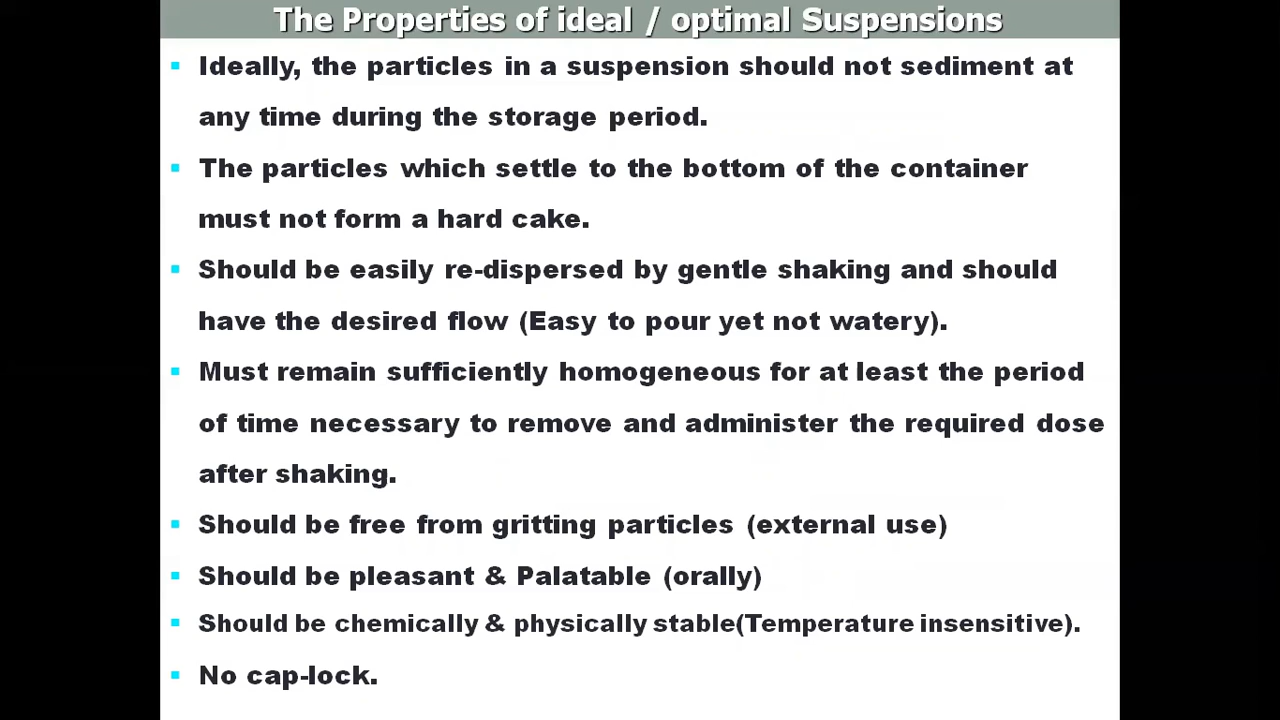 The Properties of ideal / optimal Suspensions
Ideally, the particles in a suspension should not sediment at
any time during the storage period.
The particles which settle to the bottom of the container
must not form a hard cake.
Should be easily re-dispersed by gentle shaking and should
have the desired flow (Easy to pour yet not watery).
Must remain sufficiently homogeneous for at least the period
of time necessary to remove and administer the required dose
after shaking.
Should be free from gritting particles (external use)
Should be pleasant & Palatable (orally)
Should be chemically & physically stable(Temperature insensitive).
No cap-lock.